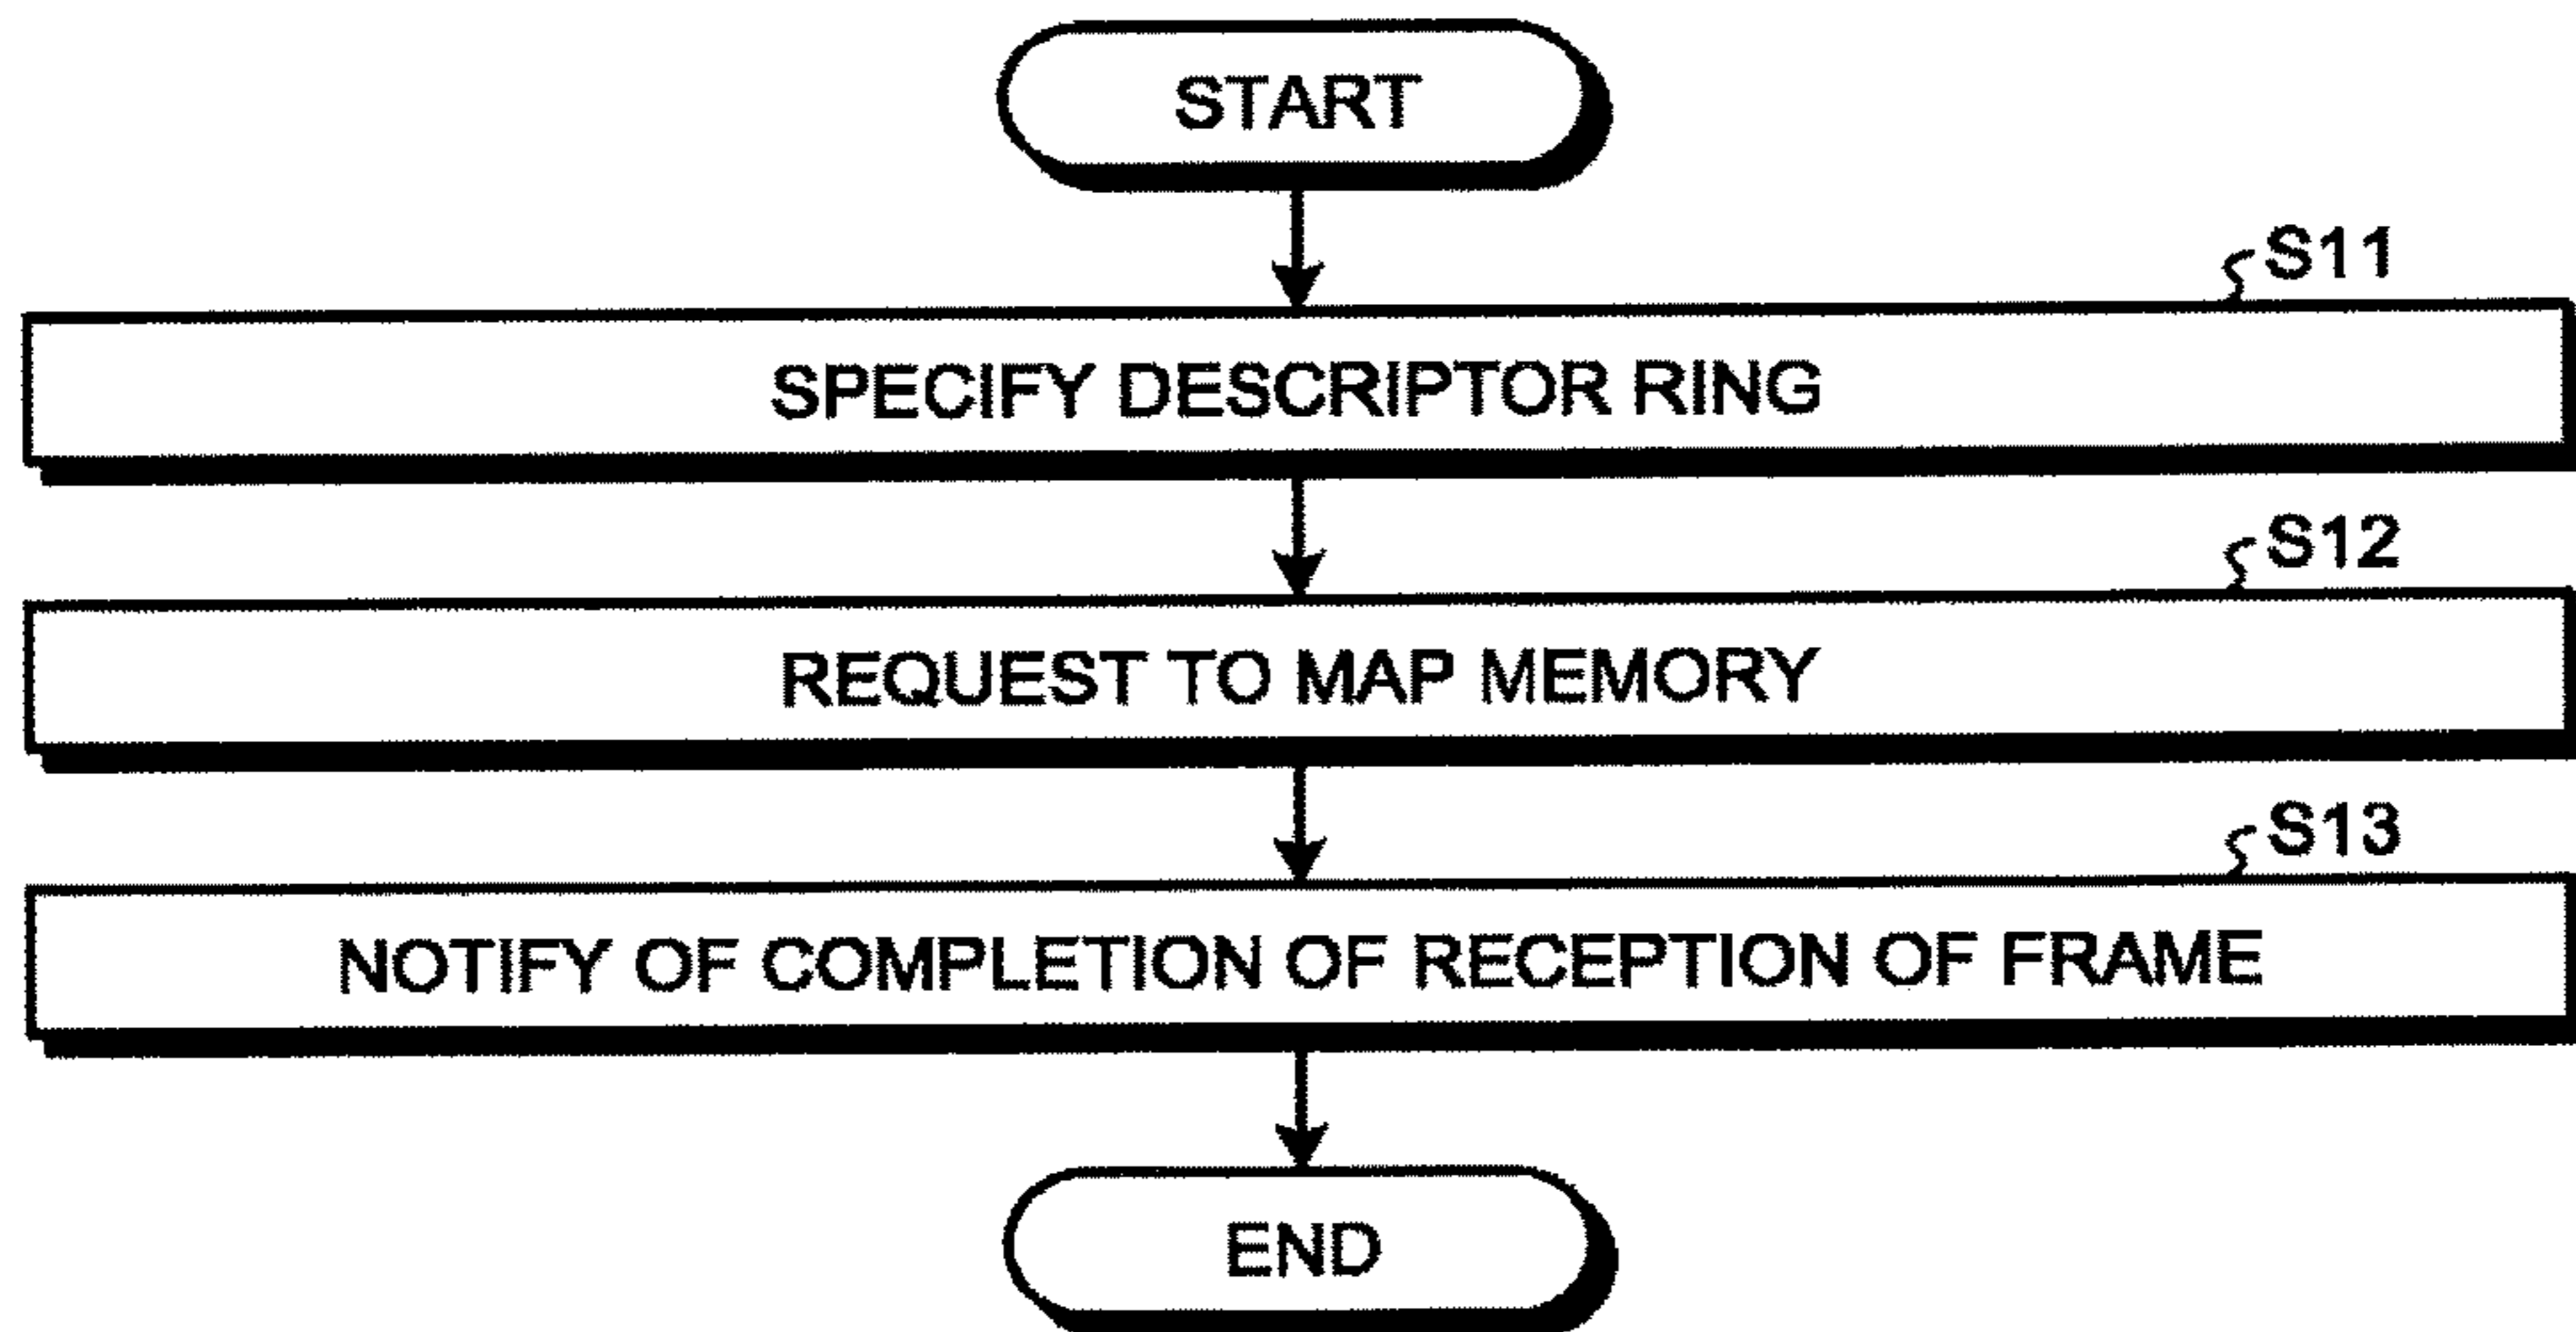 START
S11
SPECIFY DESCRIPTOR RING
S12
REQUEST TO MAP MEMORY
S13
NOTIFY OF COMPLETION OF RECEPTION OF FRAME
END